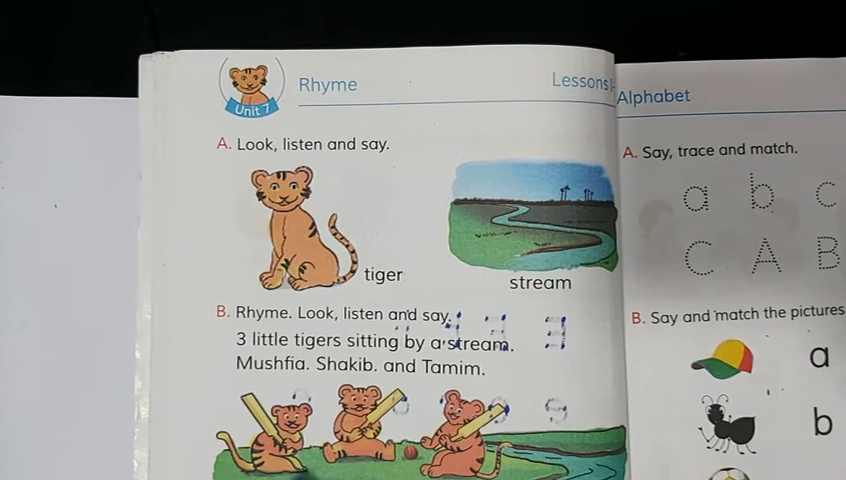 Unit 7
Rhyme
Lessons
A. Look, listen and say.
tiger
stream
B. Rhyme. Look, listen and say.
3 little tigers sitting by a stream.
Mushfia. Shakib. and Tamim.
Alphabet
A. Say, trace and match.
a b c
C A B
B. Say and match the pictures
a
b